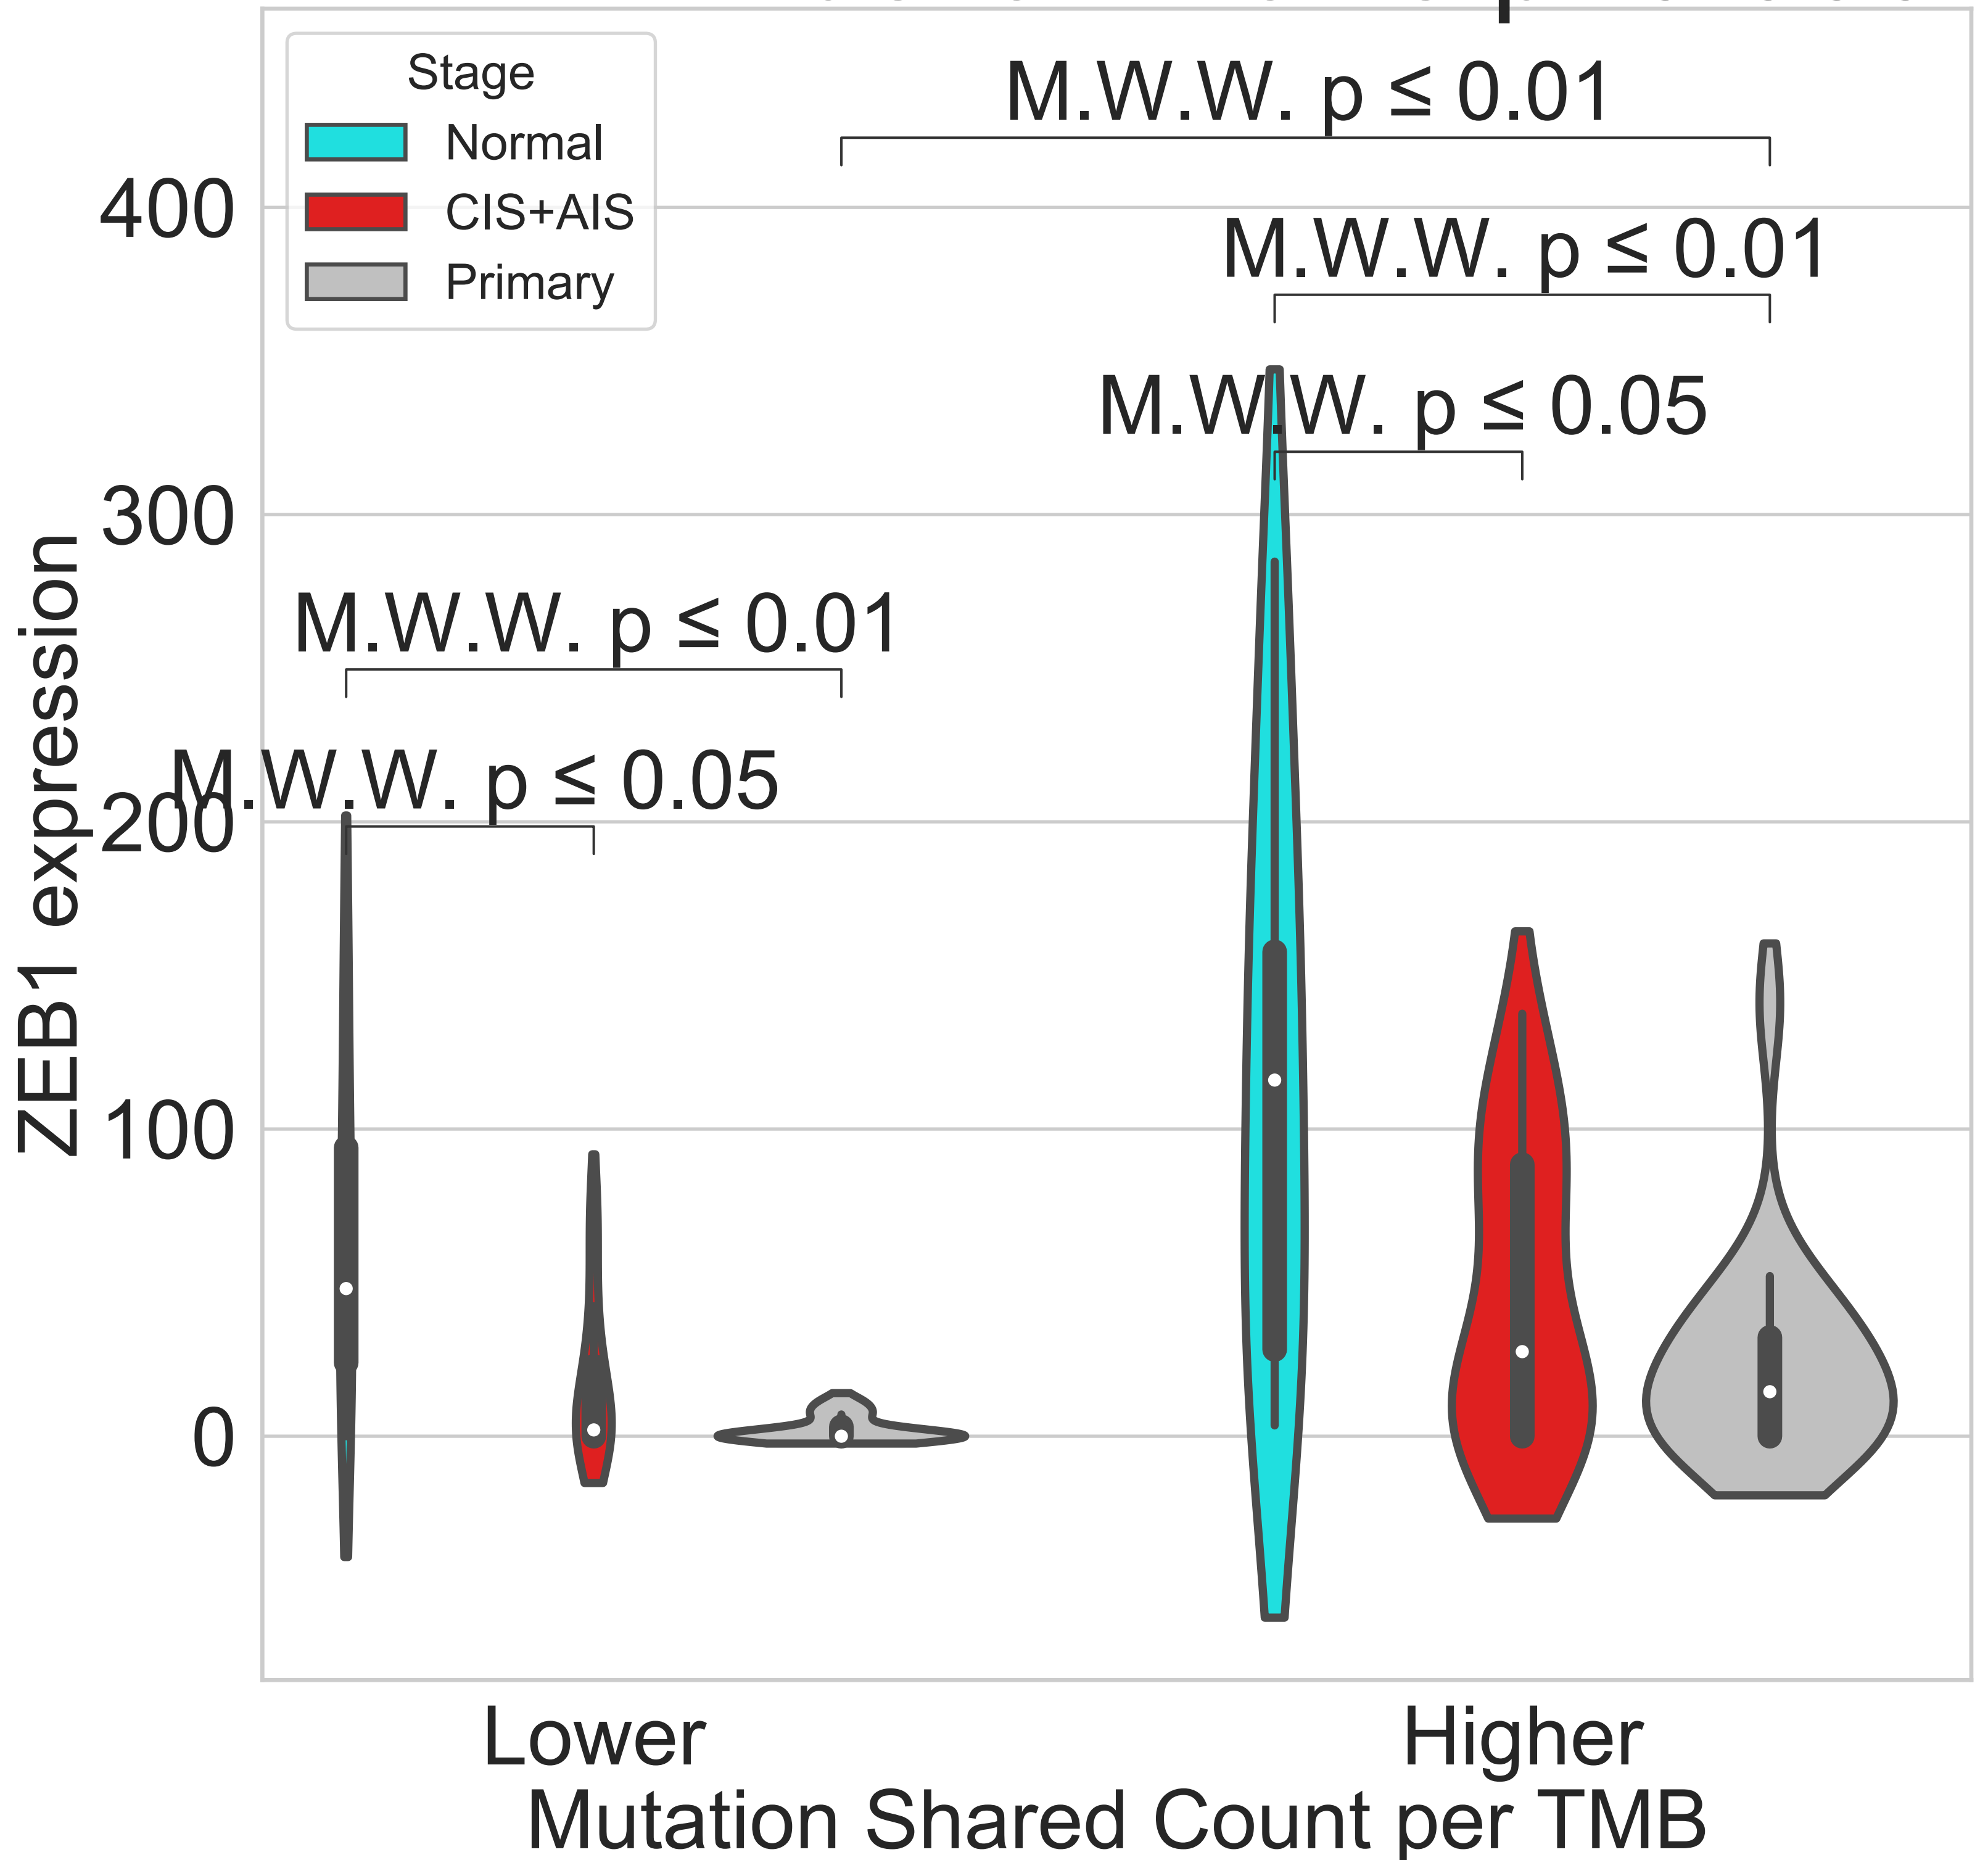 Stage
Normal
CIS+AIS
Primary
M.W.W. p ≤ 0.01
M.W.W. p ≤ 0.01
M.W.W. p ≤ 0.05
M.W.W. p ≤ 0.01
M.W.W. p ≤ 0.05
400
300
200
100
0
ZEB1 expression
Lower
Higher
Mutation Shared Count per TMB